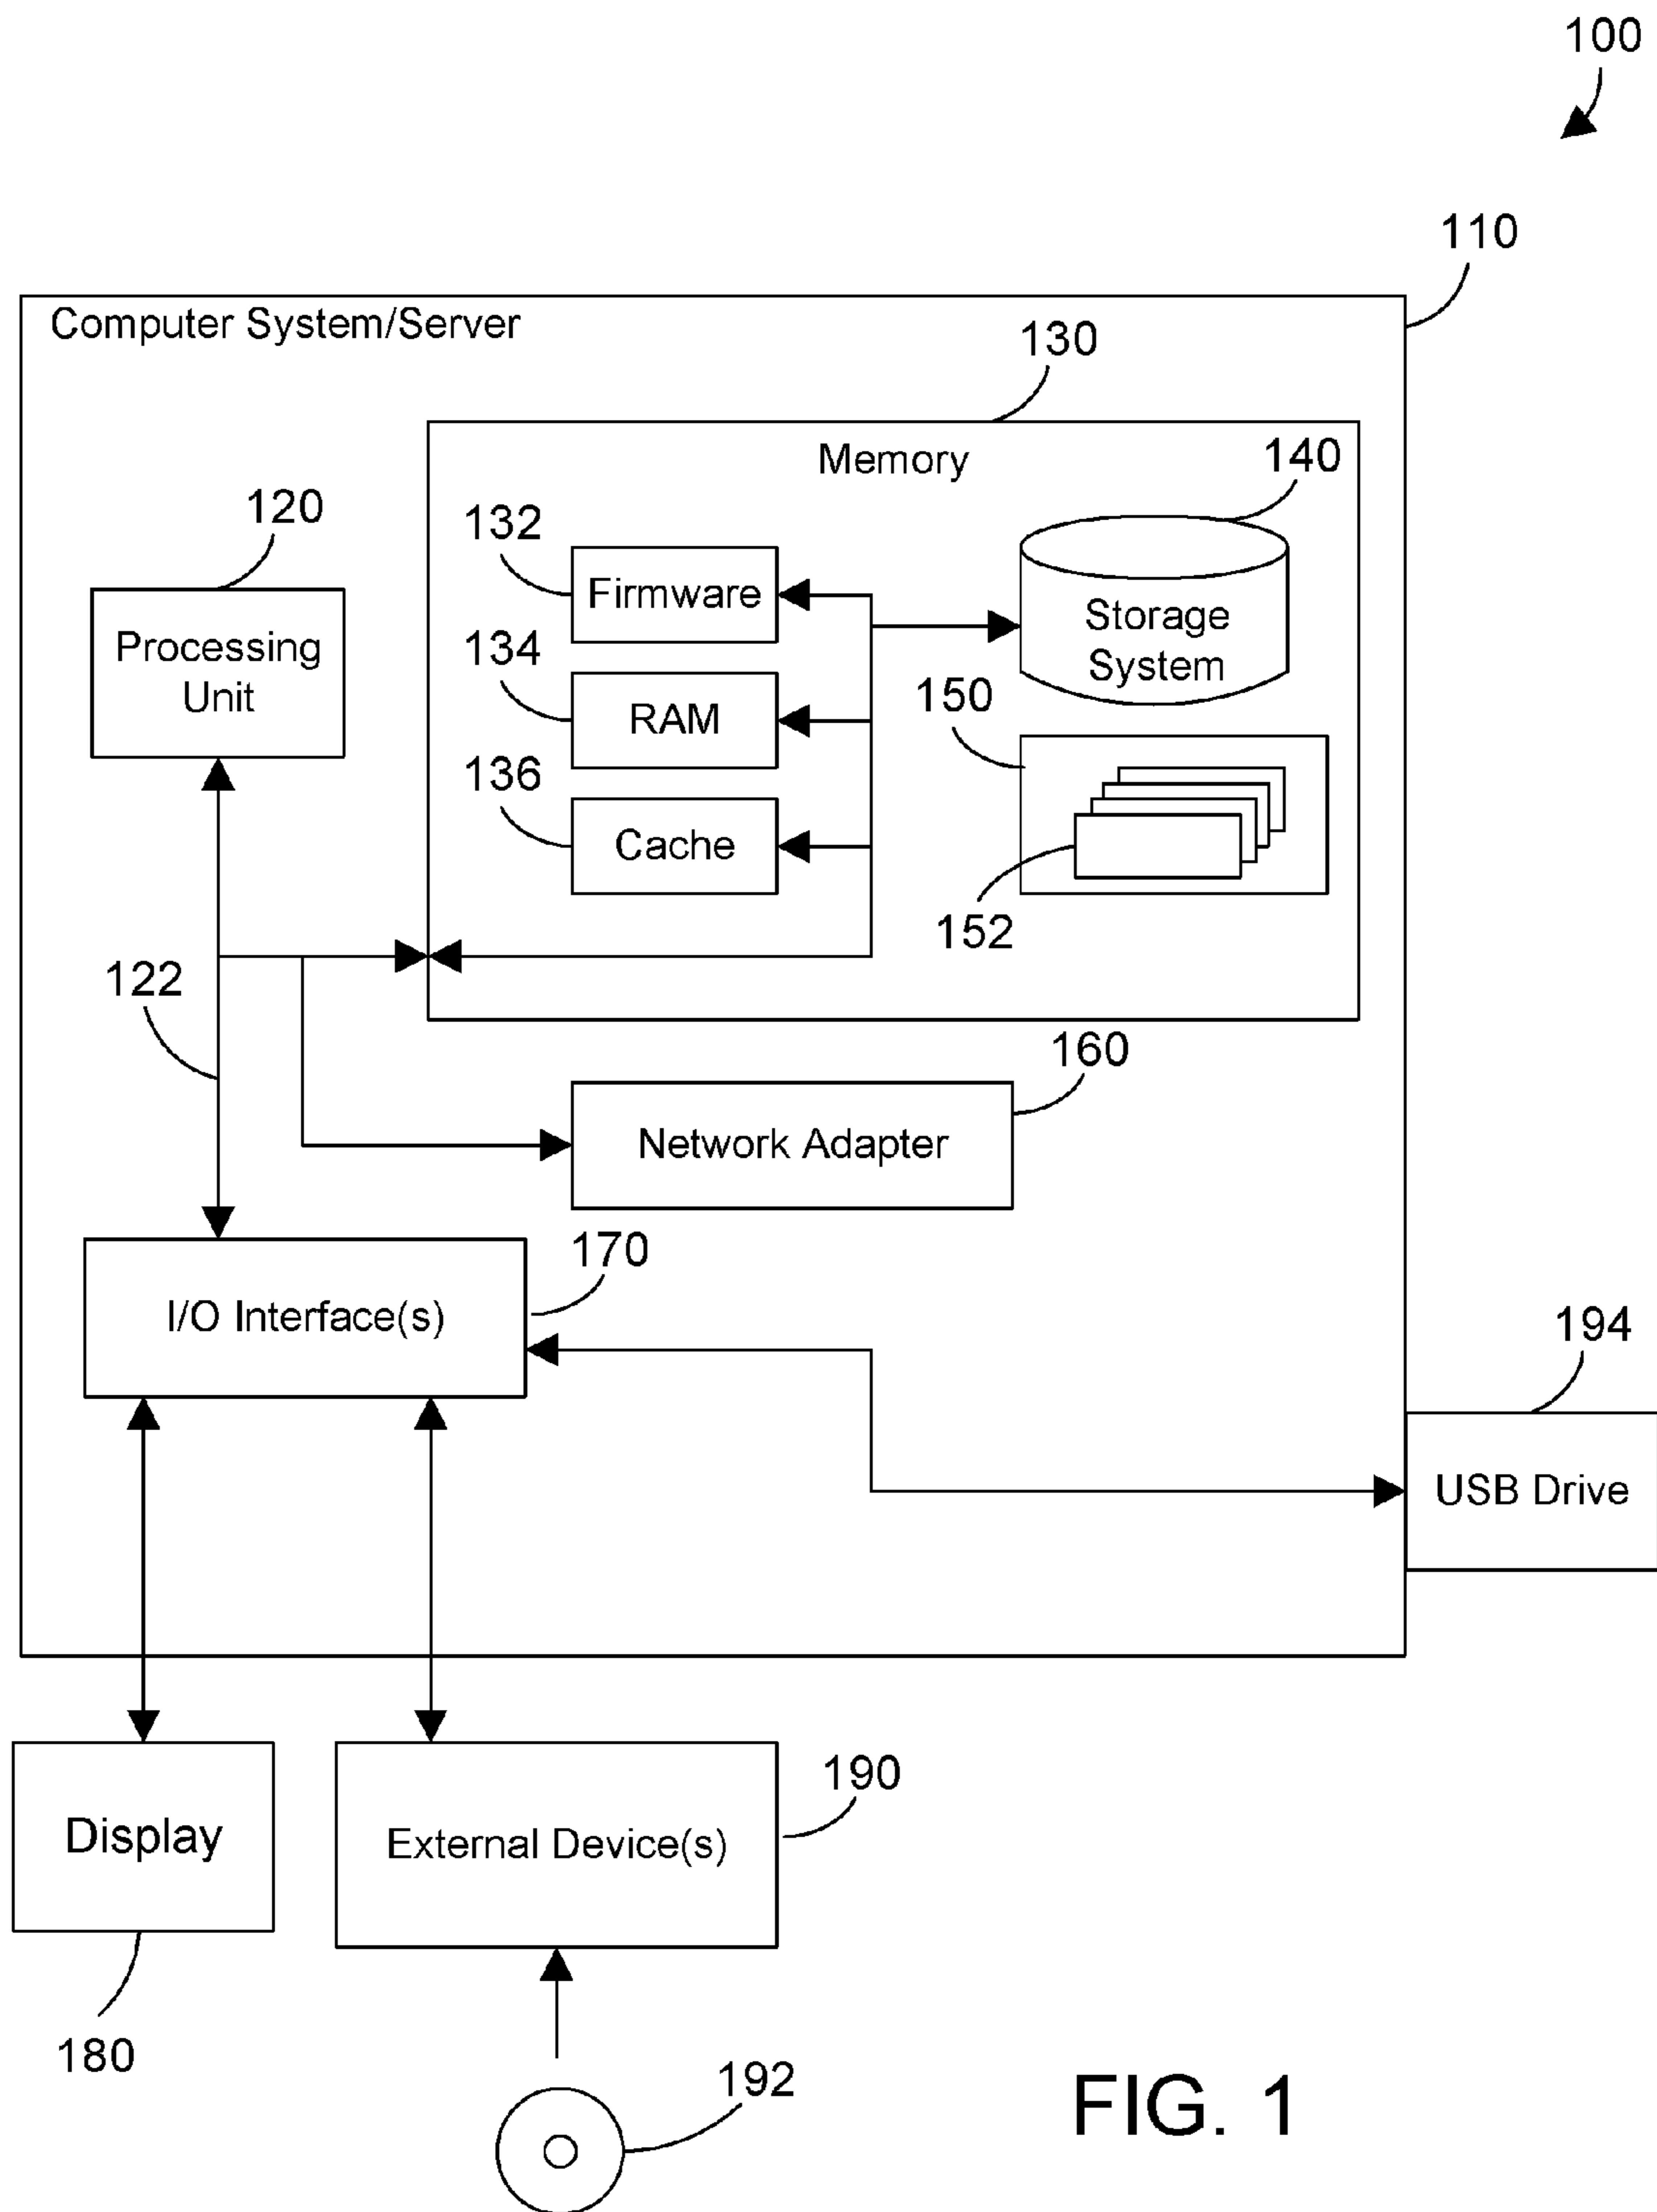 100
110
Computer System/Server
130
Memory
140
120
132
Firmware
Processing
Unit
134
Storage
System
150
RAM
136
Cache
152
122
160
Network Adapter
170
I/O Interface(s)
194
USB Drive
190
Display
External Device(s)
180
192
FIG. 1